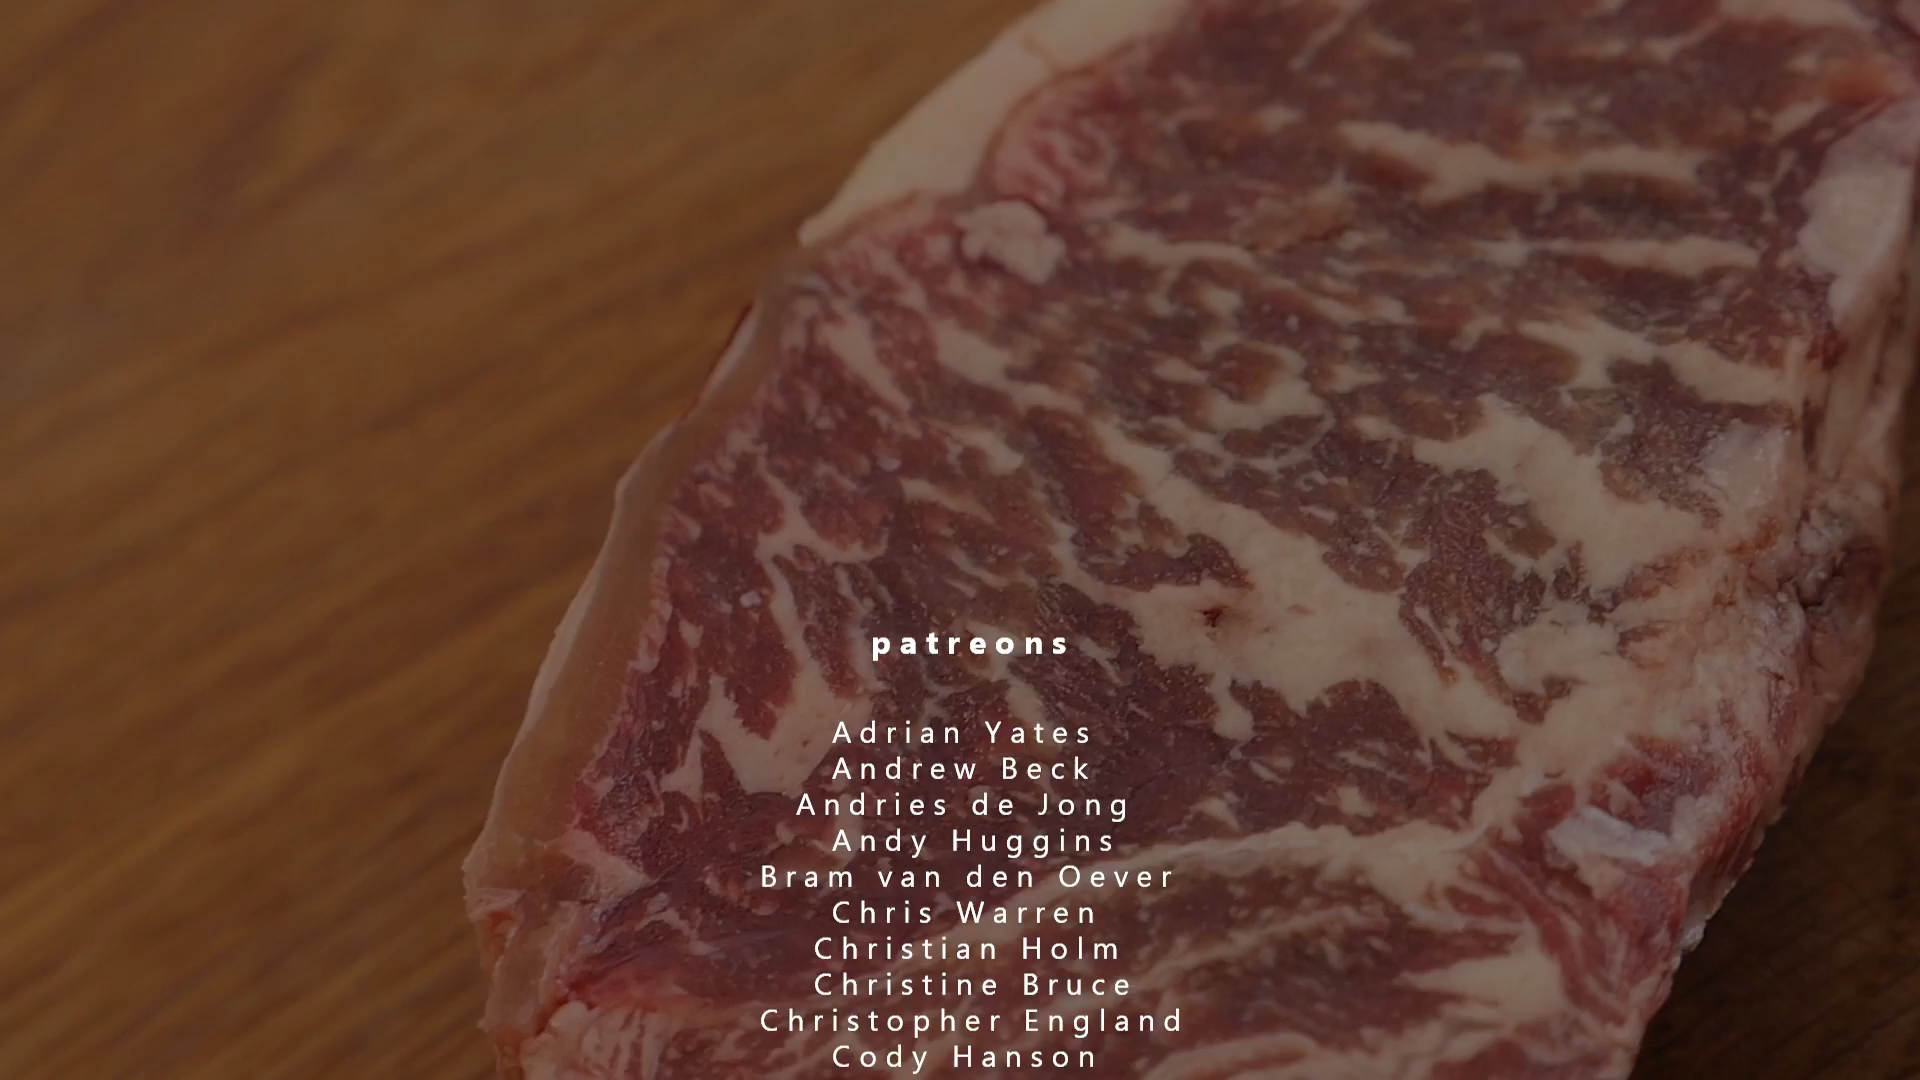 patreons
Adrian Yates
Andrew Beck
Andries de Jong
Andy Huggins
Bram van den Oever
Chris Warren
Christian Holm
Christine Bruce
Christopher England
Cody Hanson